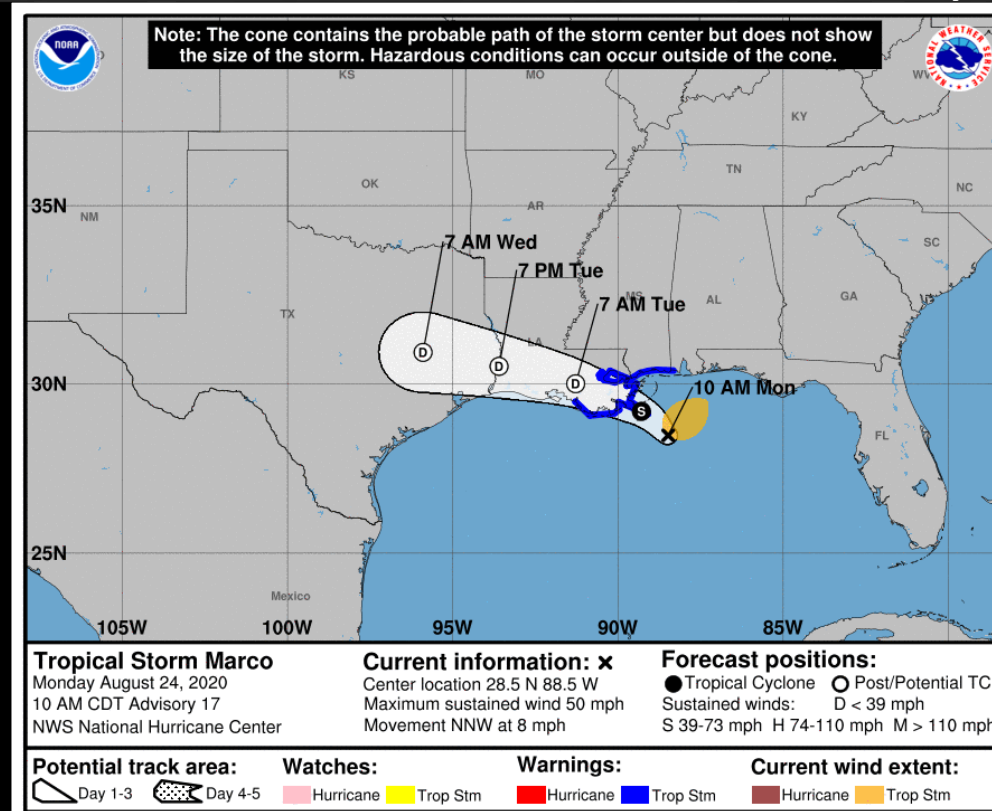 Note: The cone contains the probable path of the storm center but does not show
the size of the storm. Hazardous conditions can occur outside of the cone.
NOAA
NATIONAL WEATHER SERVICE
KS
MO
WV
KY
OK
TN
NC
NM
35N
AR
SC
7 AM Wed
7 PM Tue
MS
AL
GA
7 AM Tue
TX
LA
D
D
30N
D
10 AM Mon
S
FL
25N
Mexico
105W
100W
95W
90W
85W
Tropical Storm Marco
Monday August 24, 2020
10 AM CDT Advisory 17
NWS National Hurricane Center
Current information: x
Center location 28.5 N 88.5 W
Maximum sustained wind 50 mph
Movement NNW at 8 mph
Forecast positions:
Tropical Cyclone Post/Potential TC
Sustained winds: D < 39 mph
S 39-73 mph H 74-110 mph M > 110 mph
Potential track area:
Day 1-3 Day 4-5
Watches:
Hurricane Trop Stm
Warnings:
Hurricane Trop Stm
Current wind extent:
Hurricane Trop Stm